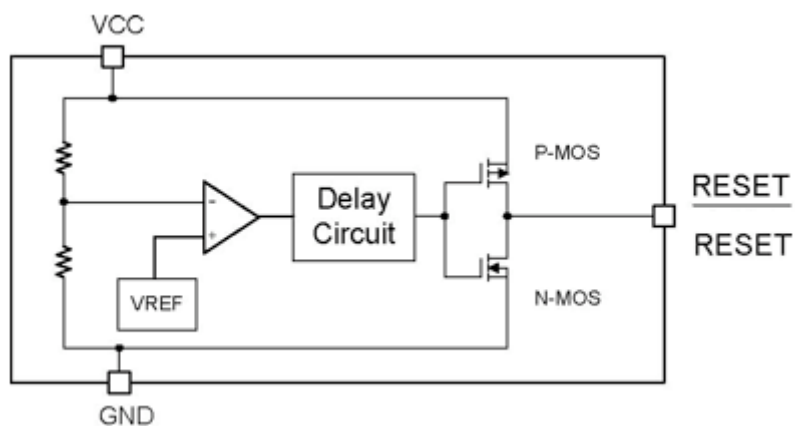 VCC
P-MOS
RESET
RESET
-
+
Delay
Circuit
VREF
N-MOS
GND